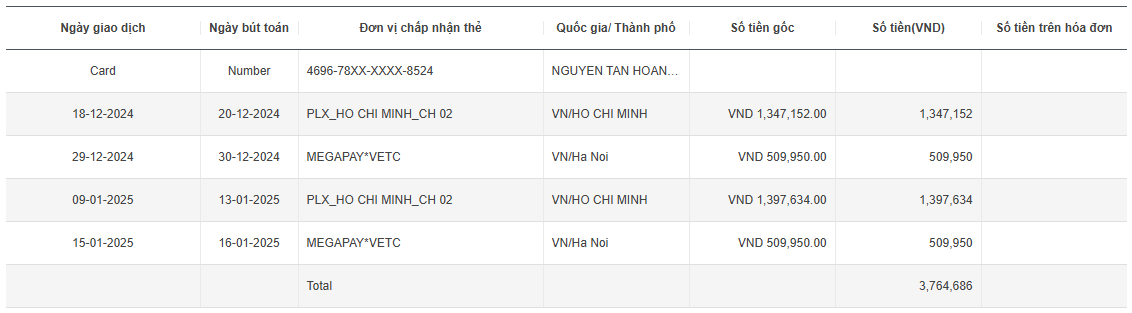 Ngày giao dịch Ngày bút toán Đơn vị chấp nhận thẻ Quốc gia/ Thành phố Số tiền gốc Số tiền(VND) Số tiền trên hóa đơn
Card Number 4696-78XX-XXXX-8524 NGUYEN TAN HOAN...
18-12-2024 20-12-2024 PLX_HO CHI MINH_CH 02 VN/HO CHI MINH VND 1,347,152.00 1,347,152
29-12-2024 30-12-2024 MEGAPAY*VETC VN/Ha Noi VND 509,950.00 509,950
09-01-2025 13-01-2025 PLX_HO CHI MINH_CH 02 VN/HO CHI MINH VND 1,397,634.00 1,397,634
15-01-2025 16-01-2025 MEGAPAY*VETC VN/Ha Noi VND 509,950.00 509,950
Total 3,764,686